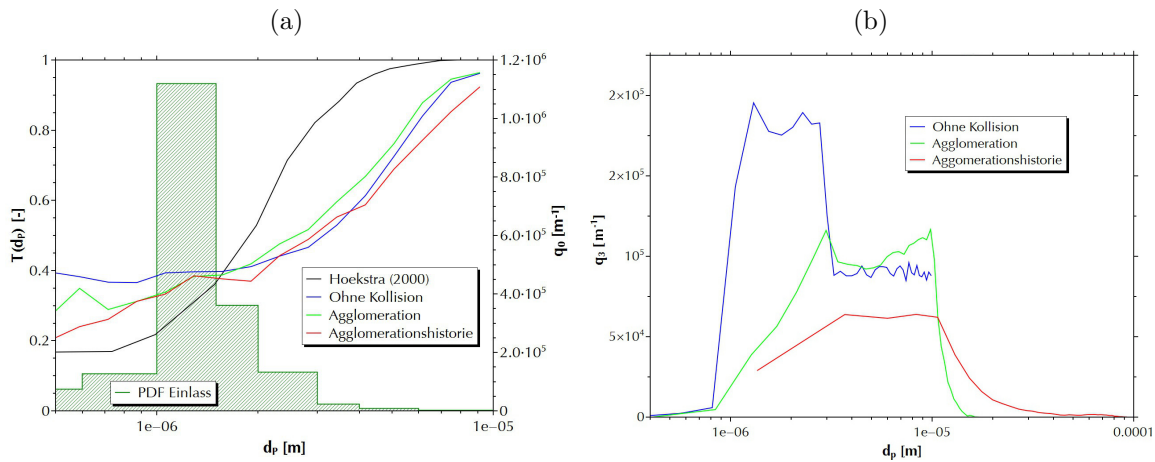 (a)
(b)
T(dₚ) [-]
1
0.8
0.6
0.4
0.2
0
1e−06
1e−05
dₚ [m]
1.2·10⁶
1.0·10⁶
8.0·10⁵
6.0·10⁵
4.0·10⁵
2.0·10⁵
0
q₀ [m⁻¹]
Hoekstra (2000)
Ohne Kollision
Agglomeration
Agglomerationshistorie
PDF Einlass
q₃ [m⁻¹]
2×10⁵
2×10⁵
10⁵
5×10⁴
0
1e−06
1e−05
0.0001
dₚ [m]
Ohne Kollision
Agglomeration
Aggomerationshistorie